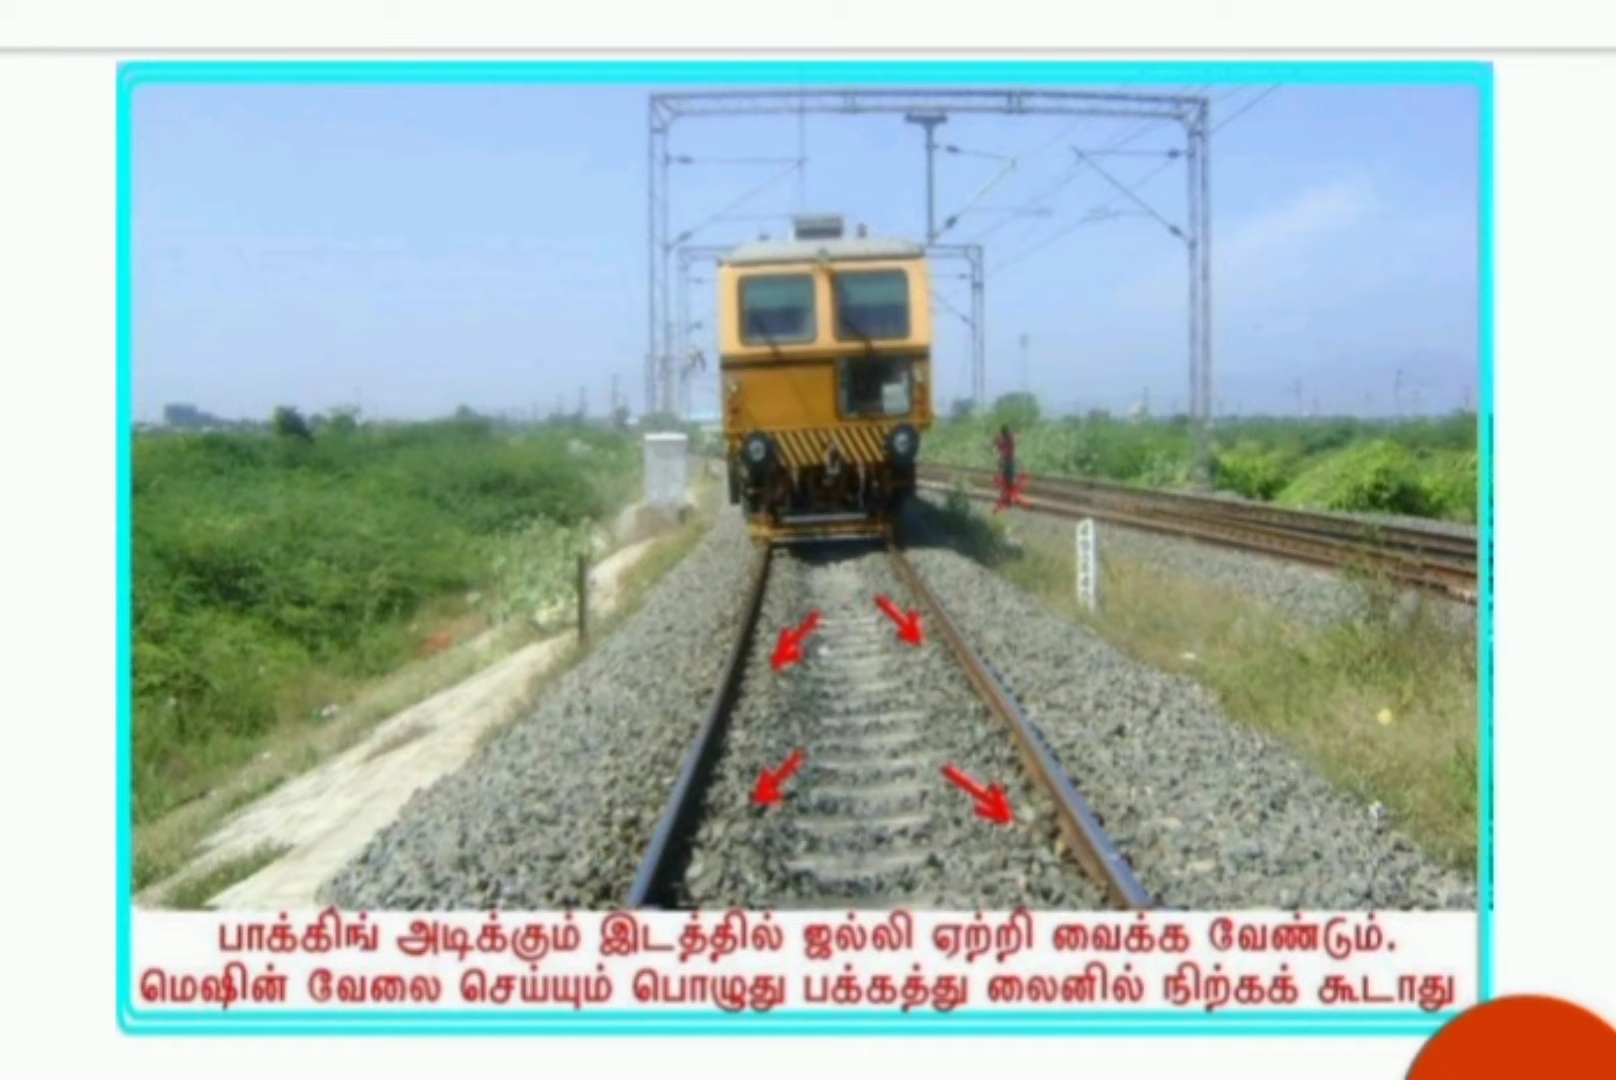 பாக்கிங் அடிக்கும் இடத்தில் ஜல்லி ஏற்றி வைக்க வேண்டும்.
மெஷின் வேலை செய்யும் பொழுது பக்கத்து லைனில் நிற்கக் கூடாது